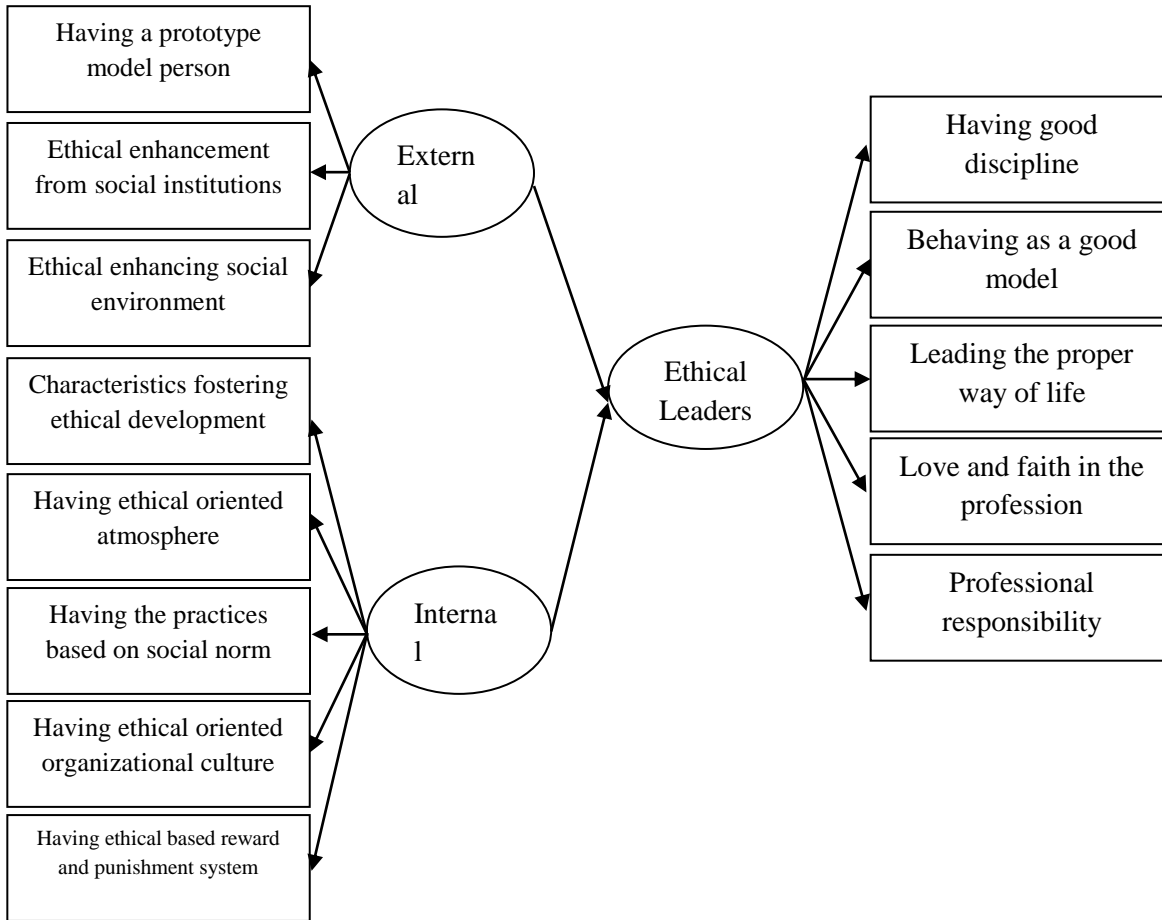 Having a prototype
model person
Ethical enhancement
from social institutions
Ethical enhancing social
environment
Characteristics fostering
ethical development
Having ethical oriented
atmosphere
Having the practices
based on social norm
Having ethical oriented
organizational culture
Having ethical based reward
and punishment system
Extern
al
Interna
l
Ethical
Leaders
Having good
discipline
Behaving as a good
model
Leading the proper
way of life
Love and faith in the
profession
Professional
responsibility